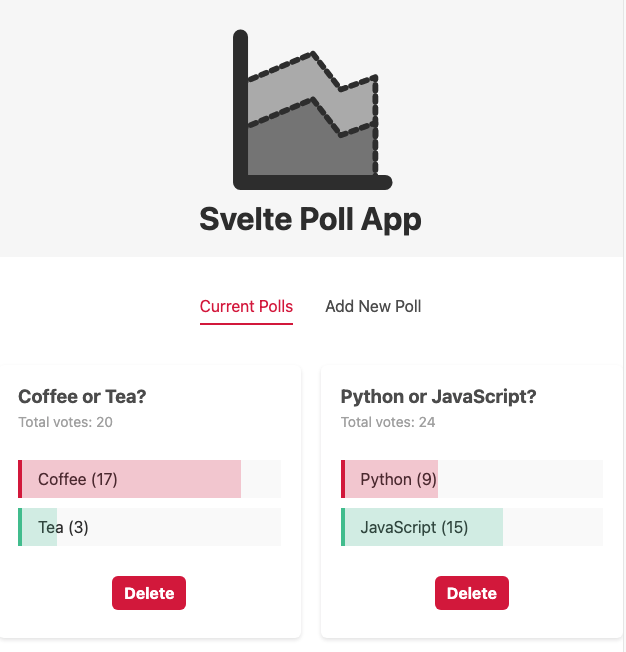 Svelte Poll App
Current Polls
Add New Poll
Coffee or Tea?
Total votes: 20
Coffee (17)
Tea (3)
Delete
Python or JavaScript?
Total votes: 24
Python (9)
JavaScript (15)
Delete